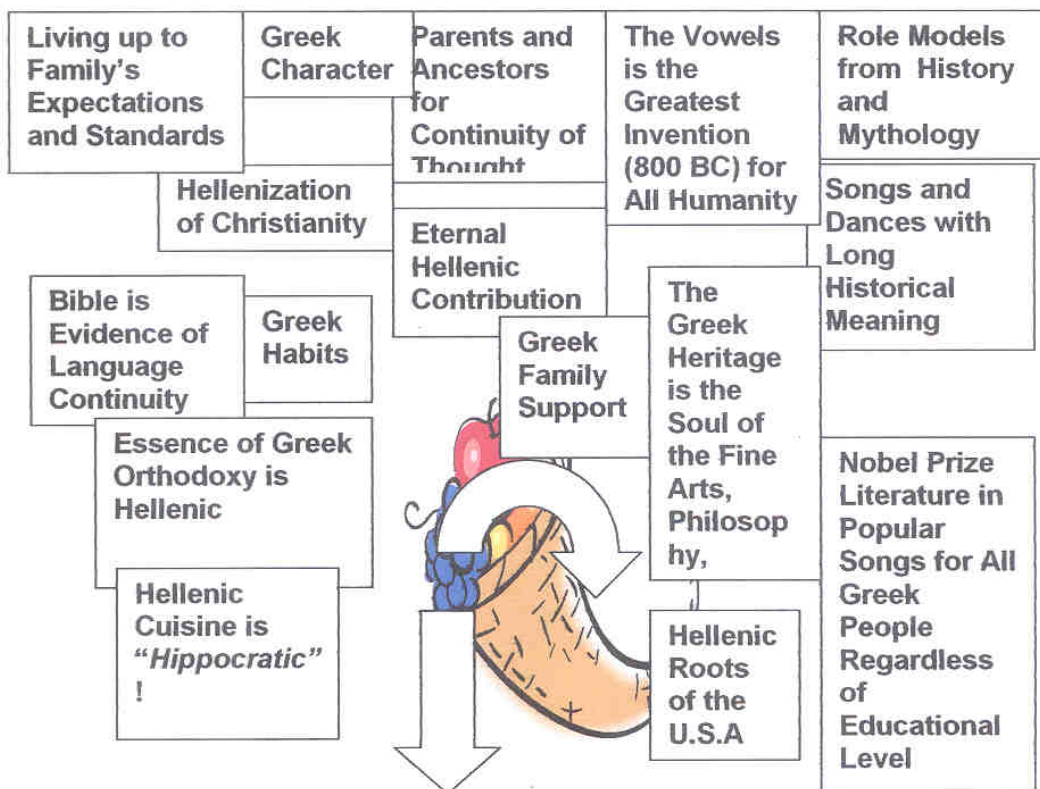 Living up to
Family's
Expectations
and Standards
Greek
Character
Parents and
Ancestors
for
Continuity of
Thought
The Vowels
is the
Greatest
Invention
(800 BC) for
All Humanity
Role Models
from History
and
Mythology
Hellenization
of Christianity
Eternal
Hellenic
Contribution
Songs and
Dances with
Long
Historical
Meaning
Bible is
Evidence of
Language
Continuity
Greek
Habits
Greek
Family
Support
The
Greek
Heritage
is the
Soul of
the Fine
Arts,
Philosop
hy,
Essence of Greek
Orthodoxy is
Hellenic
Nobel Prize
Literature in
Popular
Songs for All
Greek
People
Regardless
of
Educational
Level
Hellenic
Cuisine is
“Hippocratic”
!
Hellenic
Roots
of the
U.S.A